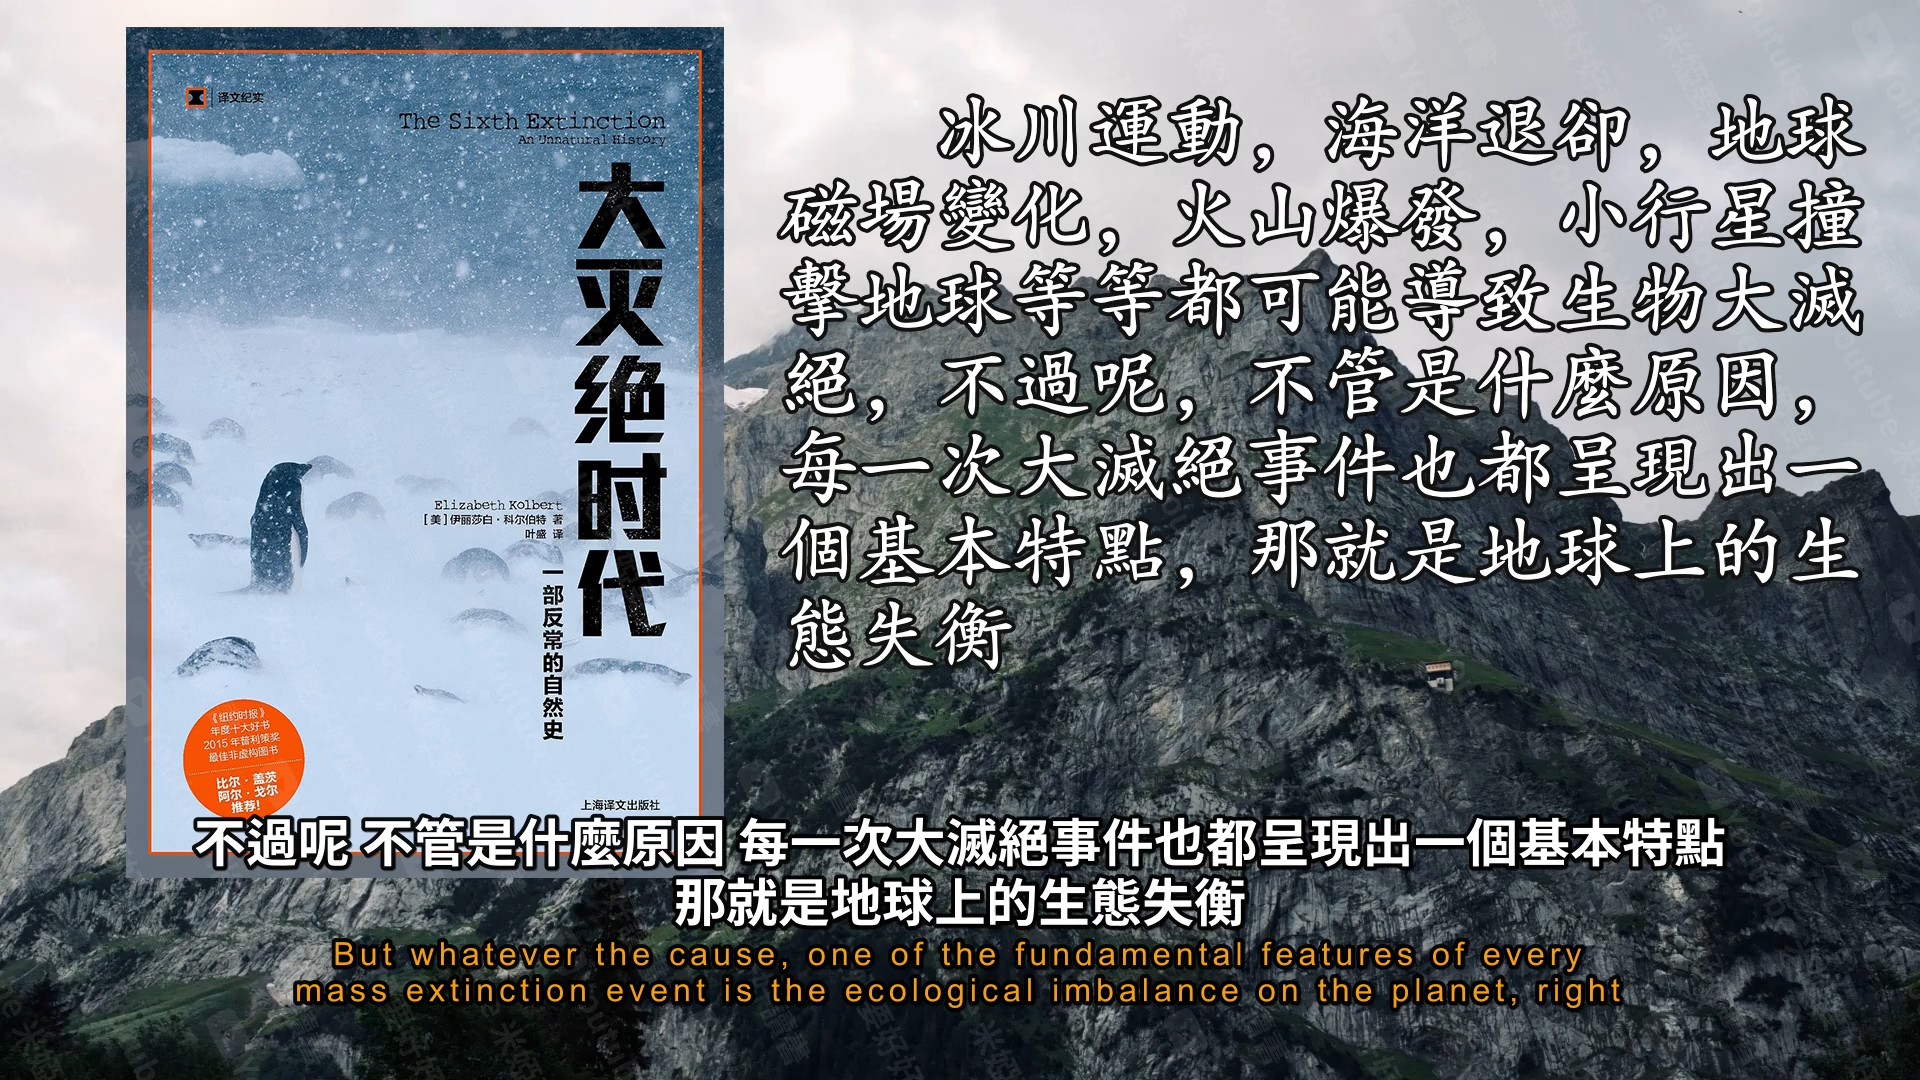 译文纪实
The Sixth Extinction
An Unnatural History
大灭绝时代
Elizabeth Kolbert
[美]伊丽莎白·科尔伯特 著
叶盛 译
一部反常的自然史
《纽约时报》
年度十大好书
2015年普利策奖
最佳非虚构图书
比尔·盖茨
阿尔·戈尔
推荐!
上海译文出版社
冰川運動，海洋退卻，地球
磁場變化，火山爆發，小行星撞
擊地球等等都可能導致生物大滅
絕，不過呢，不管是什麼原因，
每一次大滅絕事件也都呈現出一
個基本特點，那就是地球上的生
態失衡
不過呢 不管是什麼原因 每一次大滅絕事件也都呈現出一個基本特點
那就是地球上的生態失衡
But whatever the cause, one of the fundamental features of every
mass extinction event is the ecological imbalance on the planet, right